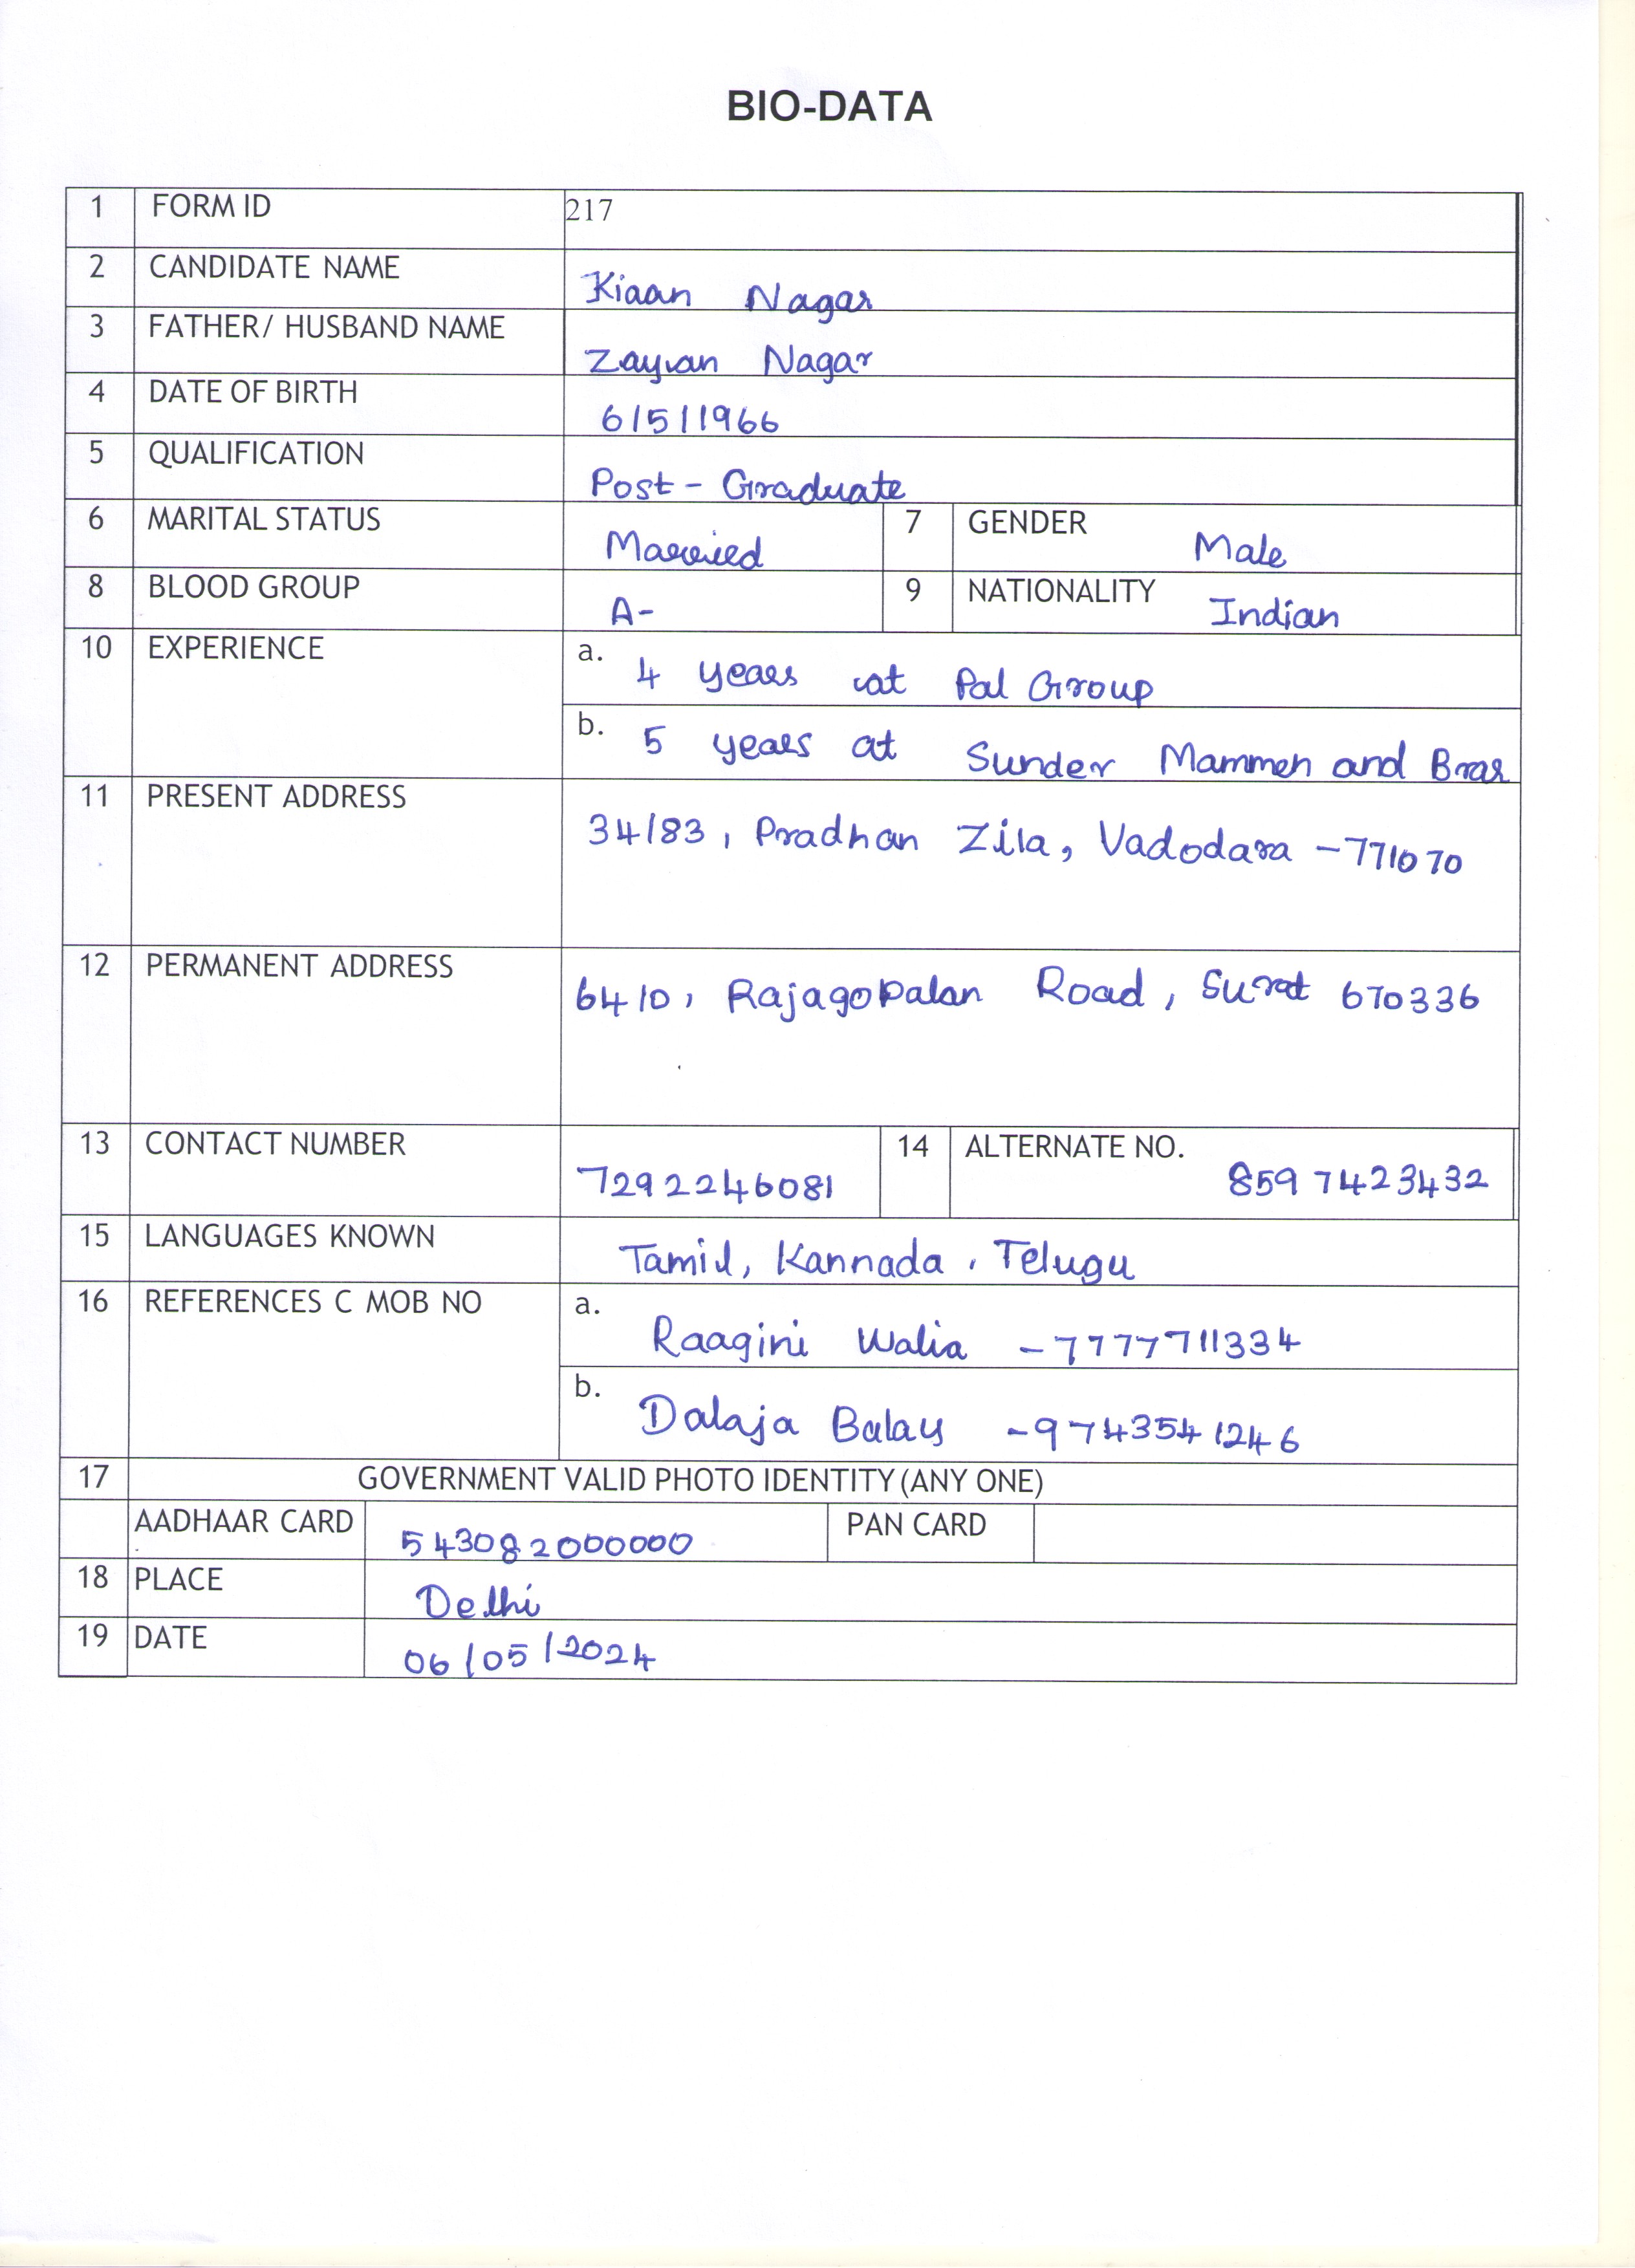 BIO-DATA
1 FORM ID 217
2 CANDIDATE NAME Kiaan Nagar
3 FATHER/ HUSBAND NAME Zayan Nagar
4 DATE OF BIRTH 6/5/1966
5 QUALIFICATION Post - Graduate
6 MARITAL STATUS Married 7 GENDER Male
8 BLOOD GROUP A- 9 NATIONALITY Indian
10 EXPERIENCE a. 4 years at Pal Group
b. 5 years at Sunder Mammen and Brar
11 PRESENT ADDRESS 34/83, Pradhan Zila, Vadodara - 771070
12 PERMANENT ADDRESS 6410, Rajagopalan Road, Surat 670336
13 CONTACT NUMBER 7292246081 14 ALTERNATE NO. 8597423432
15 LANGUAGES KNOWN Tamil, Kannada, Telugu
16 REFERENCES C MOB NO a. Raagini Walia - 7777711334
b. Dalaja Balay - 9743541246
17 GOVERNMENT VALID PHOTO IDENTITY (ANY ONE)
AADHAAR CARD 543082000000 PAN CARD
18 PLACE Delhi
19 DATE 06/05/2024